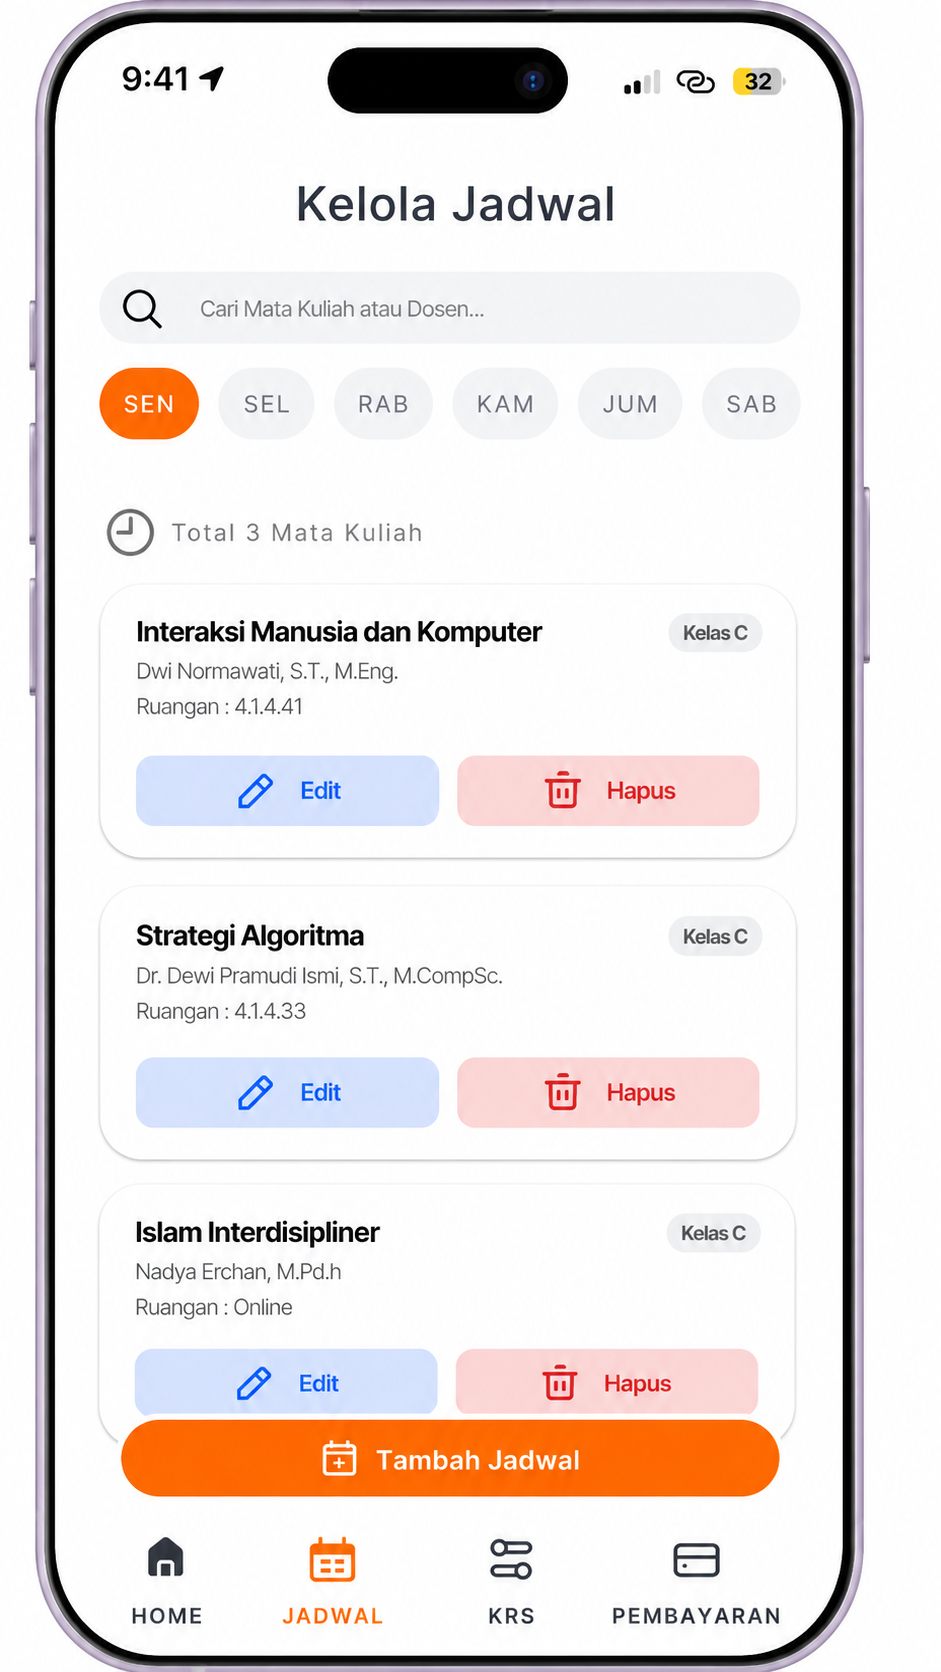 9:41
32
Kelola Jadwal
Cari Mata Kuliah atau Dosen...
SEN SEL RAB KAM JUM SAB
Total 3 Mata Kuliah
Interaksi Manusia dan Komputer Kelas C
Dwi Normawati, S.T., M.Eng.
Ruangan : 4.1.4.41
Edit Hapus
Strategi Algoritma Kelas C
Dr. Dewi Pramudi Ismi, S.T., M.CompSc.
Ruangan : 4.1.4.33
Edit Hapus
Islam Interdisipliner Kelas C
Nadya Erchan, M.Pd.h
Ruangan : Online
Edit Hapus
Tambah Jadwal
HOME JADWAL KRS PEMBAYARAN